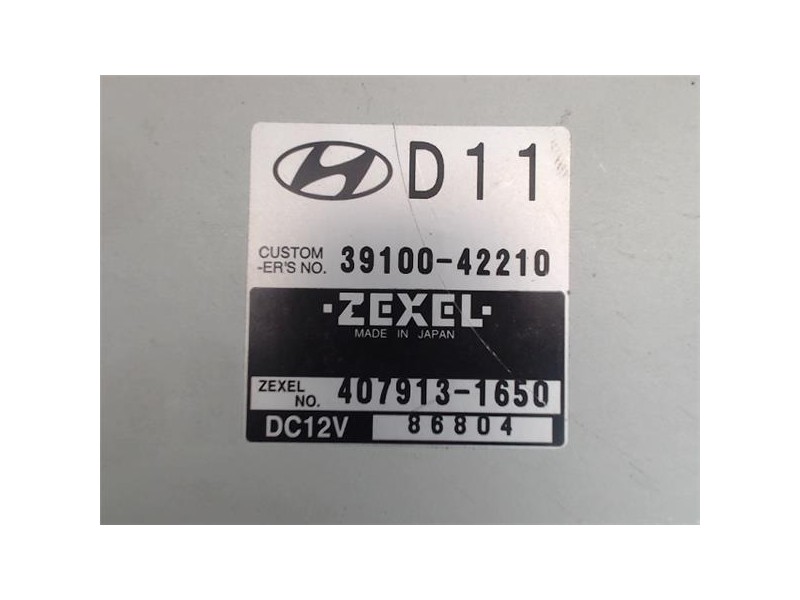 D11
CUSTOM
-ER'S NO. 39100-42210
·ZEXEL·
MADE IN JAPAN
ZEXEL
NO. 407913-1650
DC12V 86804